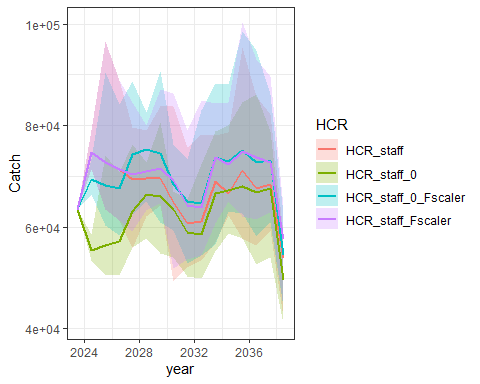 1e+05
8e+04
6e+04
4e+04
Catch
2024
2028
2032
2036
year
HCR
HCR_staff
HCR_staff_0
HCR_staff_0_Fscaler
HCR_staff_Fscaler